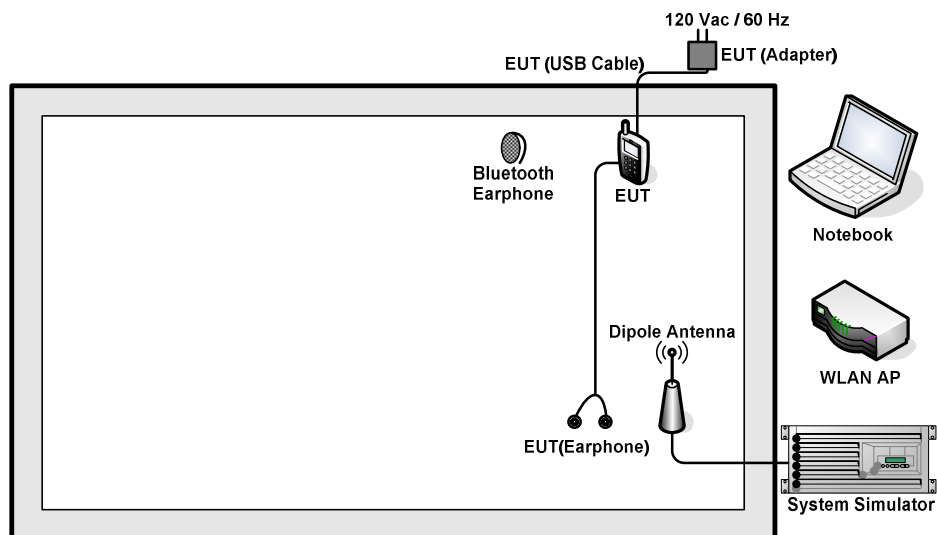 120 Vac / 60 Hz
EUT (USB Cable)
EUT (Adapter)
Bluetooth
Earphone
EUT
Notebook
Dipole Antenna
WLAN AP
EUT(Earphone)
System Simulator